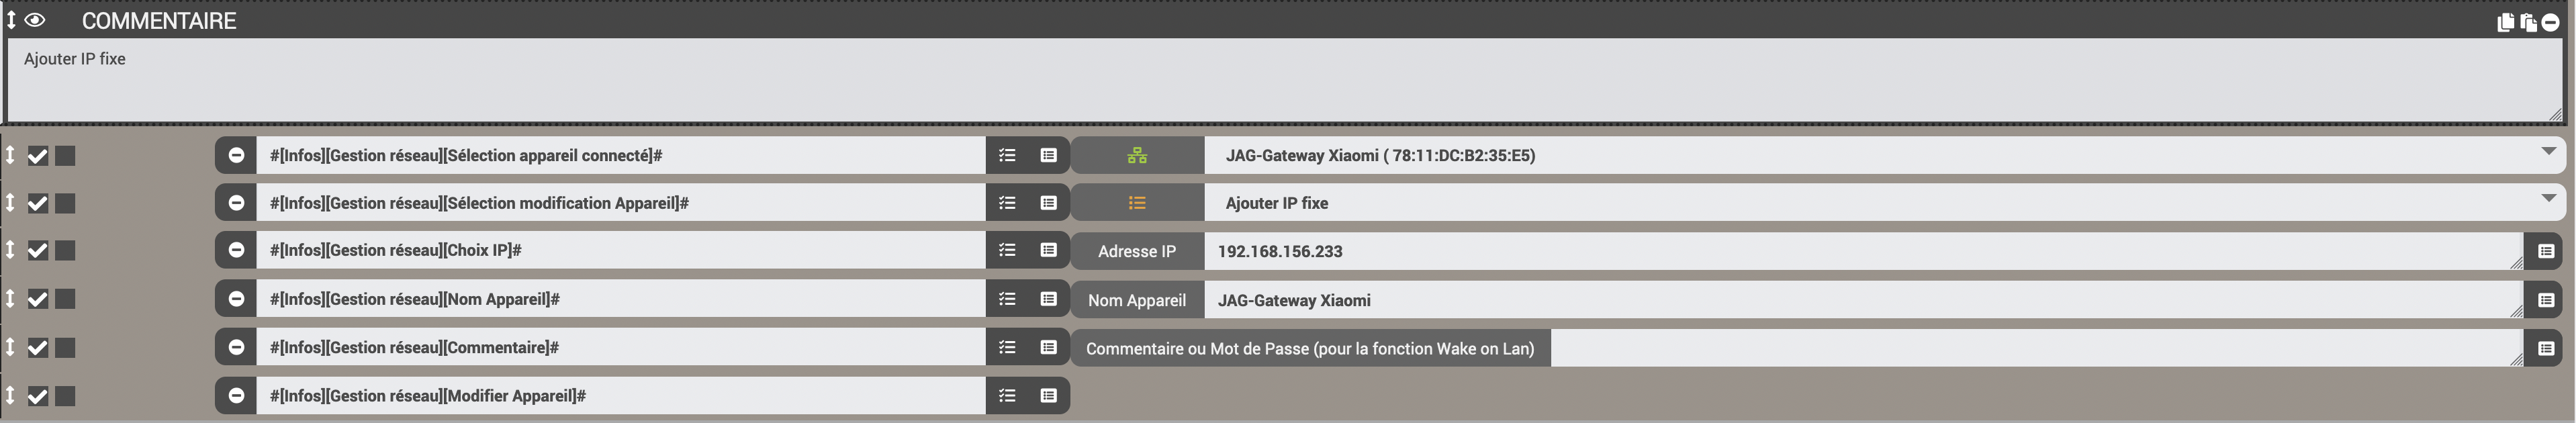 COMMENTAIRE
Ajouter IP fixe
#[Infos][Gestion réseau][Sélection appareil connecté]# JAG-Gateway Xiaomi ( 78:11:DC:B2:35:E5)
#[Infos][Gestion réseau][Sélection modification Appareil]# Ajouter IP fixe
#[Infos][Gestion réseau][Choix IP]# Adresse IP 192.168.156.233
#[Infos][Gestion réseau][Nom Appareil]# Nom Appareil JAG-Gateway Xiaomi
#[Infos][Gestion réseau][Commentaire]# Commentaire ou Mot de Passe (pour la fonction Wake on Lan)
#[Infos][Gestion réseau][Modifier Appareil]#